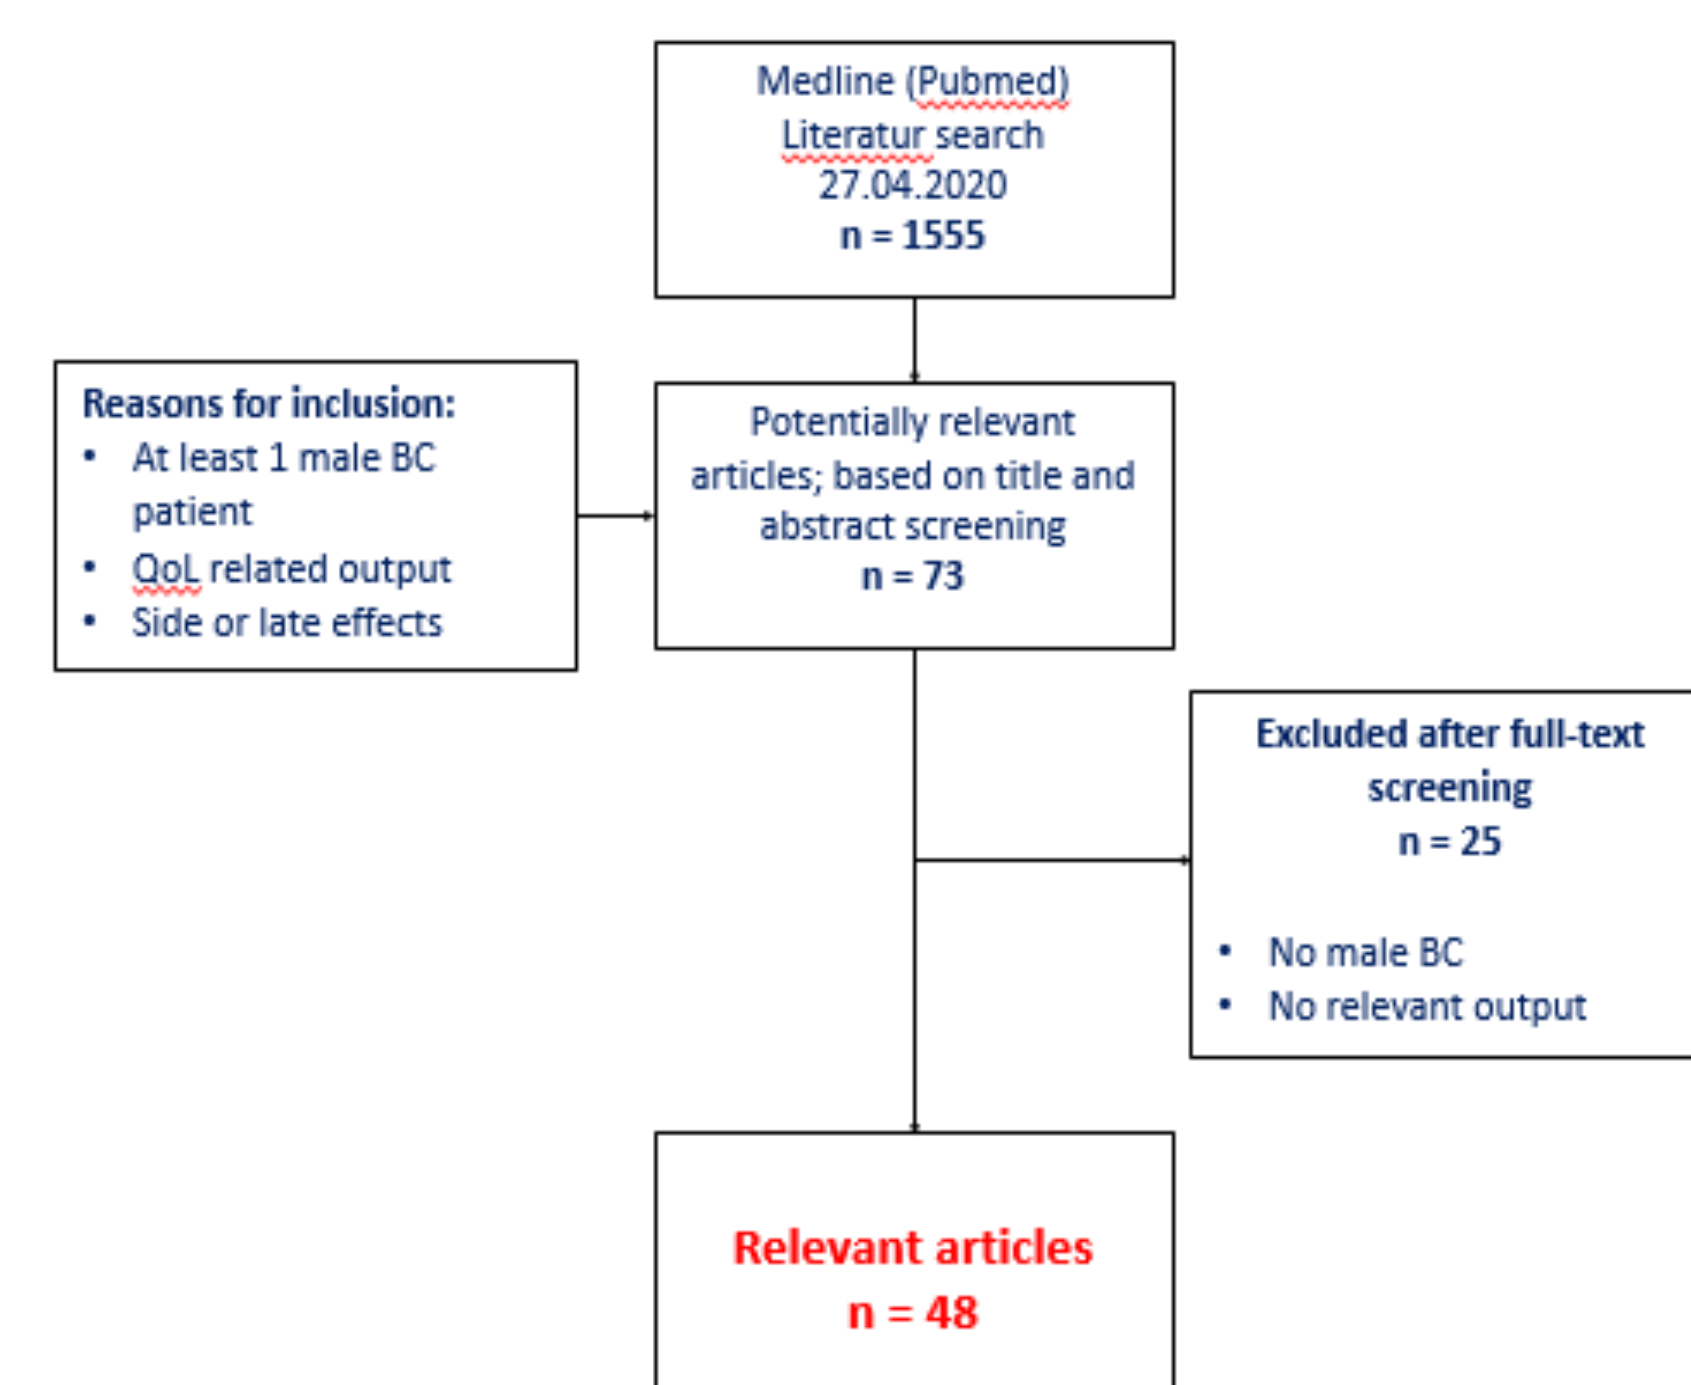 Medline (Pubmed)
Literatur search
27.04.2020
n = 1555
Reasons for inclusion:
• At least 1 male BC
patient
• QoL related output
• Side or late effects
Potentially relevant
articles; based on title and
abstract screening
n = 73
Excluded after full-text
screening
n = 25
• No male BC
• No relevant output
Relevant articles
n = 48